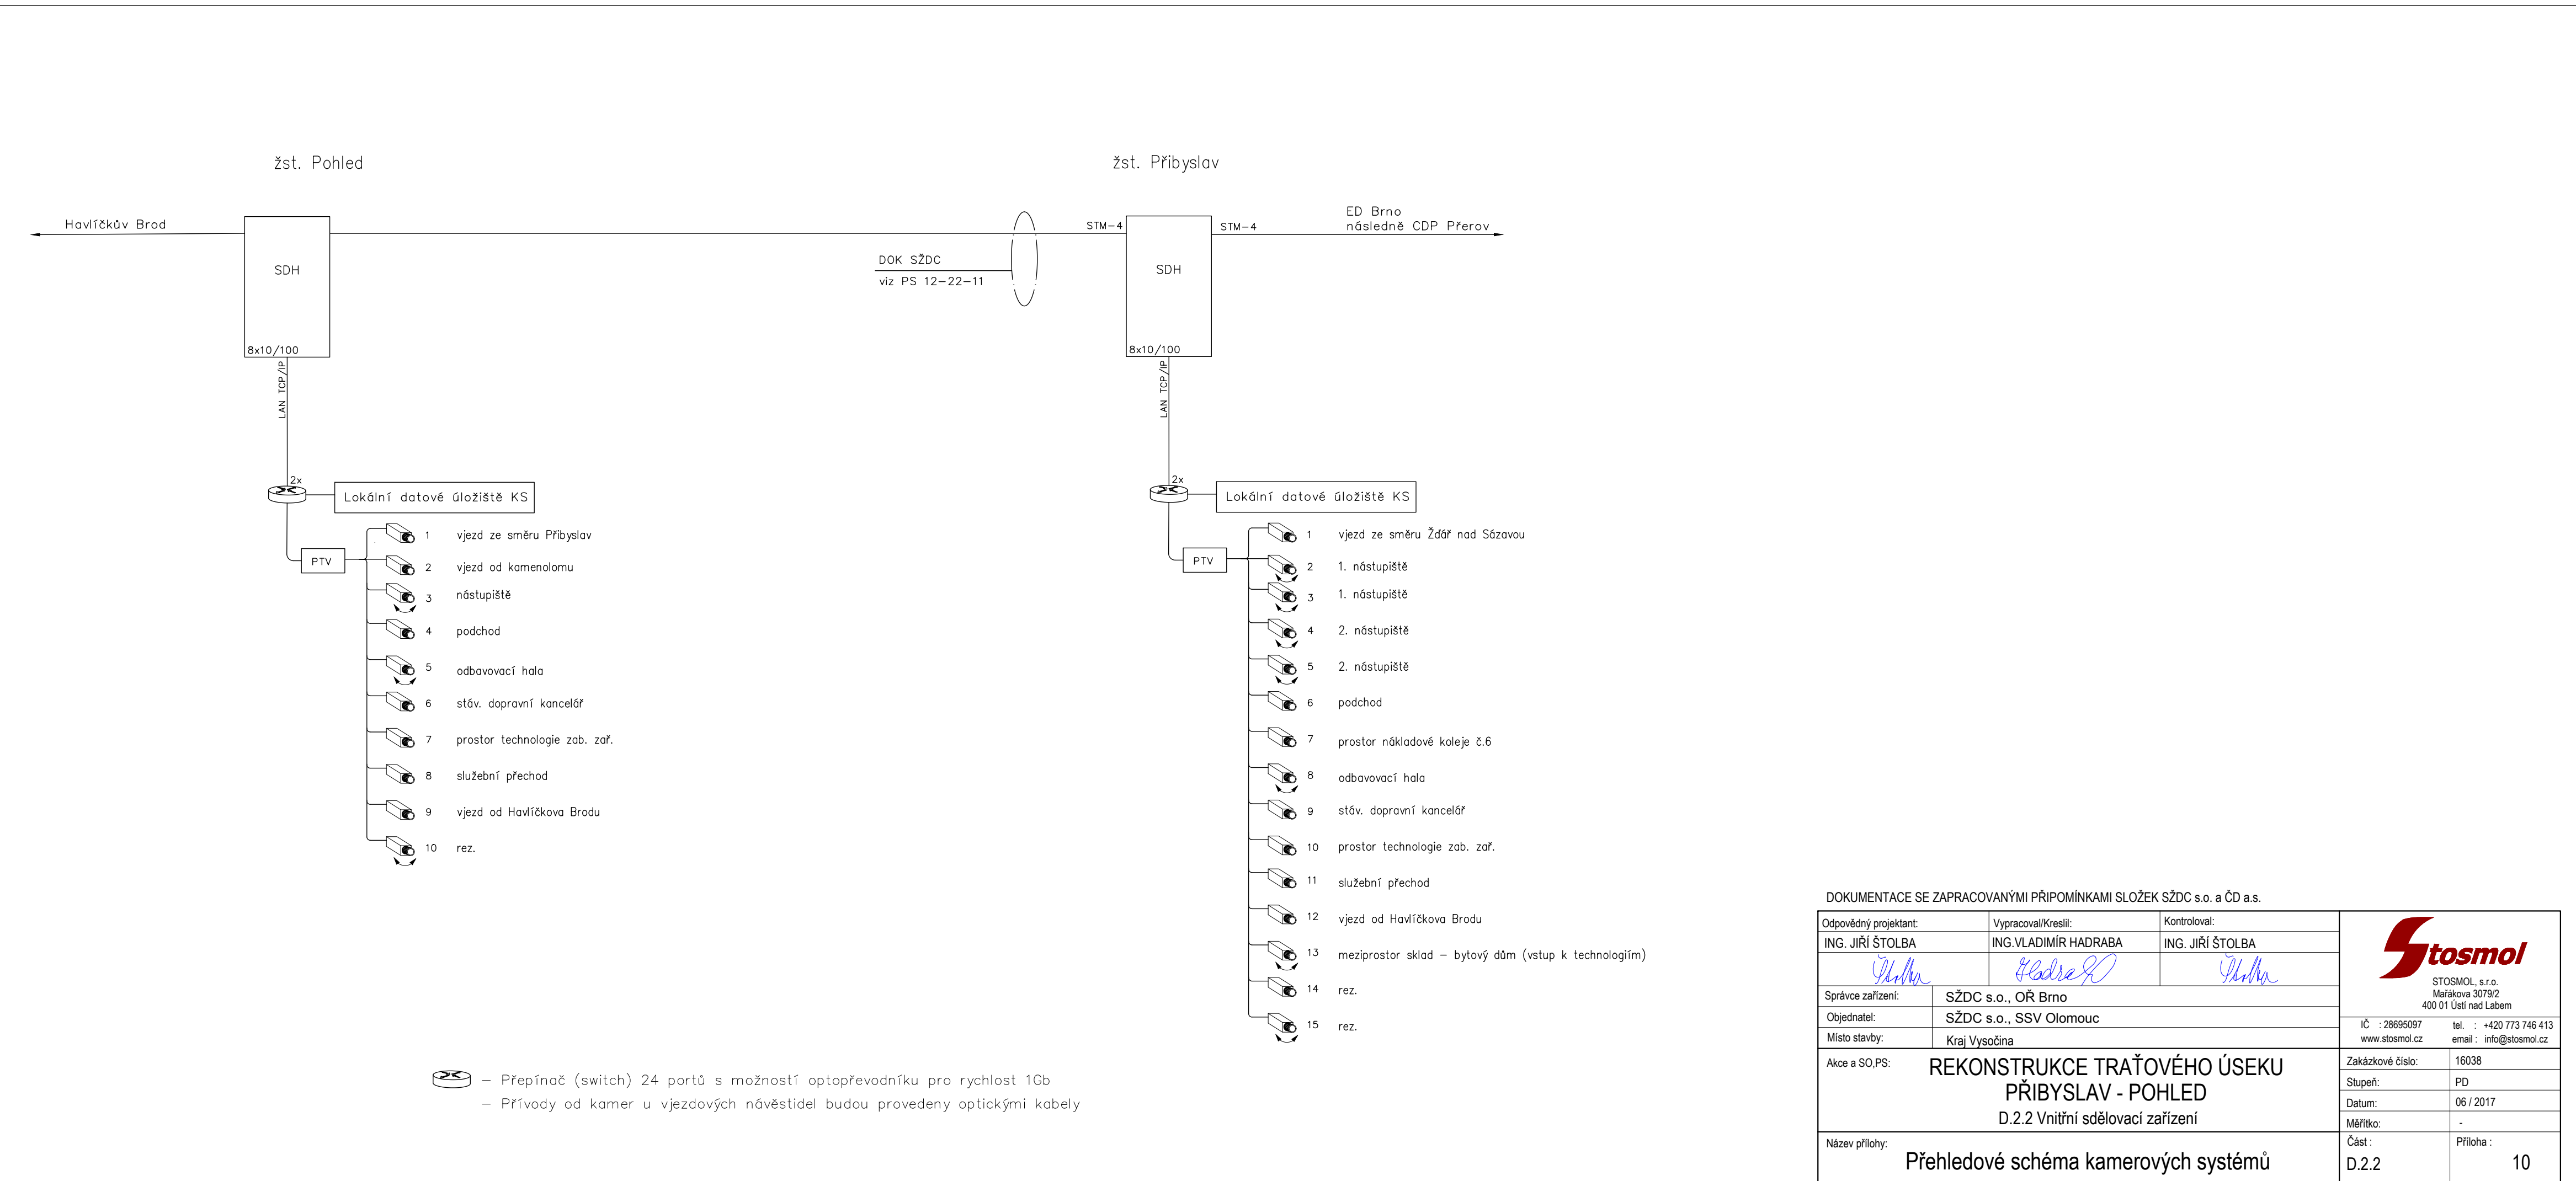 žst. Pohled
žst. Přibyslav
Havlíčkův Brod
SDH
8x10/100
LAN TCP/IP
DOK SŽDC
viz PS 12-22-11
STM-4
SDH
8x10/100
LAN TCP/IP
STM-4
ED Brno
následně CDP Přerov
2x
Lokální datové úložiště KS
PTV
1 vjezd ze směru Přibyslav
2 vjezd od kamenolomu
3 nástupiště
4 podchod
5 odbavovací hala
6 stáv. dopravní kancelář
7 prostor technologie zab. zař.
8 služební přechod
9 vjezd od Havlíčkova Brodu
10 rez.
2x
Lokální datové úložiště KS
PTV
1 vjezd ze směru Žďář nad Sázavou
2 1. nástupiště
3 1. nástupiště
4 2. nástupiště
5 2. nástupiště
6 podchod
7 prostor nákladové koleje č.6
8 odbavovací hala
9 stáv. dopravní kancelář
10 prostor technologie zab. zař.
11 služební přechod
12 vjezd od Havlíčkova Brodu
13 meziprostor sklad – bytový dům (vstup k technologiím)
14 rez.
15 rez.
– Přepínač (switch) 24 portů s možností optopřevodníku pro rychlost 1Gb
– Přívody od kamer u vjezdových návěstidel budou provedeny optickými kabely
DOKUMENTACE SE ZAPRACOVANÝMI PŘIPOMÍNKAMI SLOŽEK SŽDC s.o. a ČD a.s.
Odpovědný projektant: Vypracoval/Kreslil: Kontroloval:
ING. JIŘÍ ŠTOLBA ING.VLADIMÍR HADRABA ING. JIŘÍ ŠTOLBA
Štolba Hadraba Štolba
Správce zařízení: SŽDC s.o., OŘ Brno
Objednatel: SŽDC s.o., SSV Olomouc
Místo stavby: Kraj Vysočina
Stosmol
STOSMOL, s.r.o.
Mařákova 3079/2
400 01 Ústí nad Labem
IČ : 28695097 tel. : +420 773 746 413
www.stosmol.cz email : info@stosmol.cz
Akce a SO,PS: REKONSTRUKCE TRAŤOVÉHO ÚSEKU
PŘIBYSLAV - POHLED
D.2.2 Vnitřní sdělovací zařízení
Zakázkové číslo: 16038
Stupeň: PD
Datum: 06 / 2017
Měřítko: -
Název přílohy:
Přehledové schéma kamerových systémů
Část : Příloha :
D.2.2 10